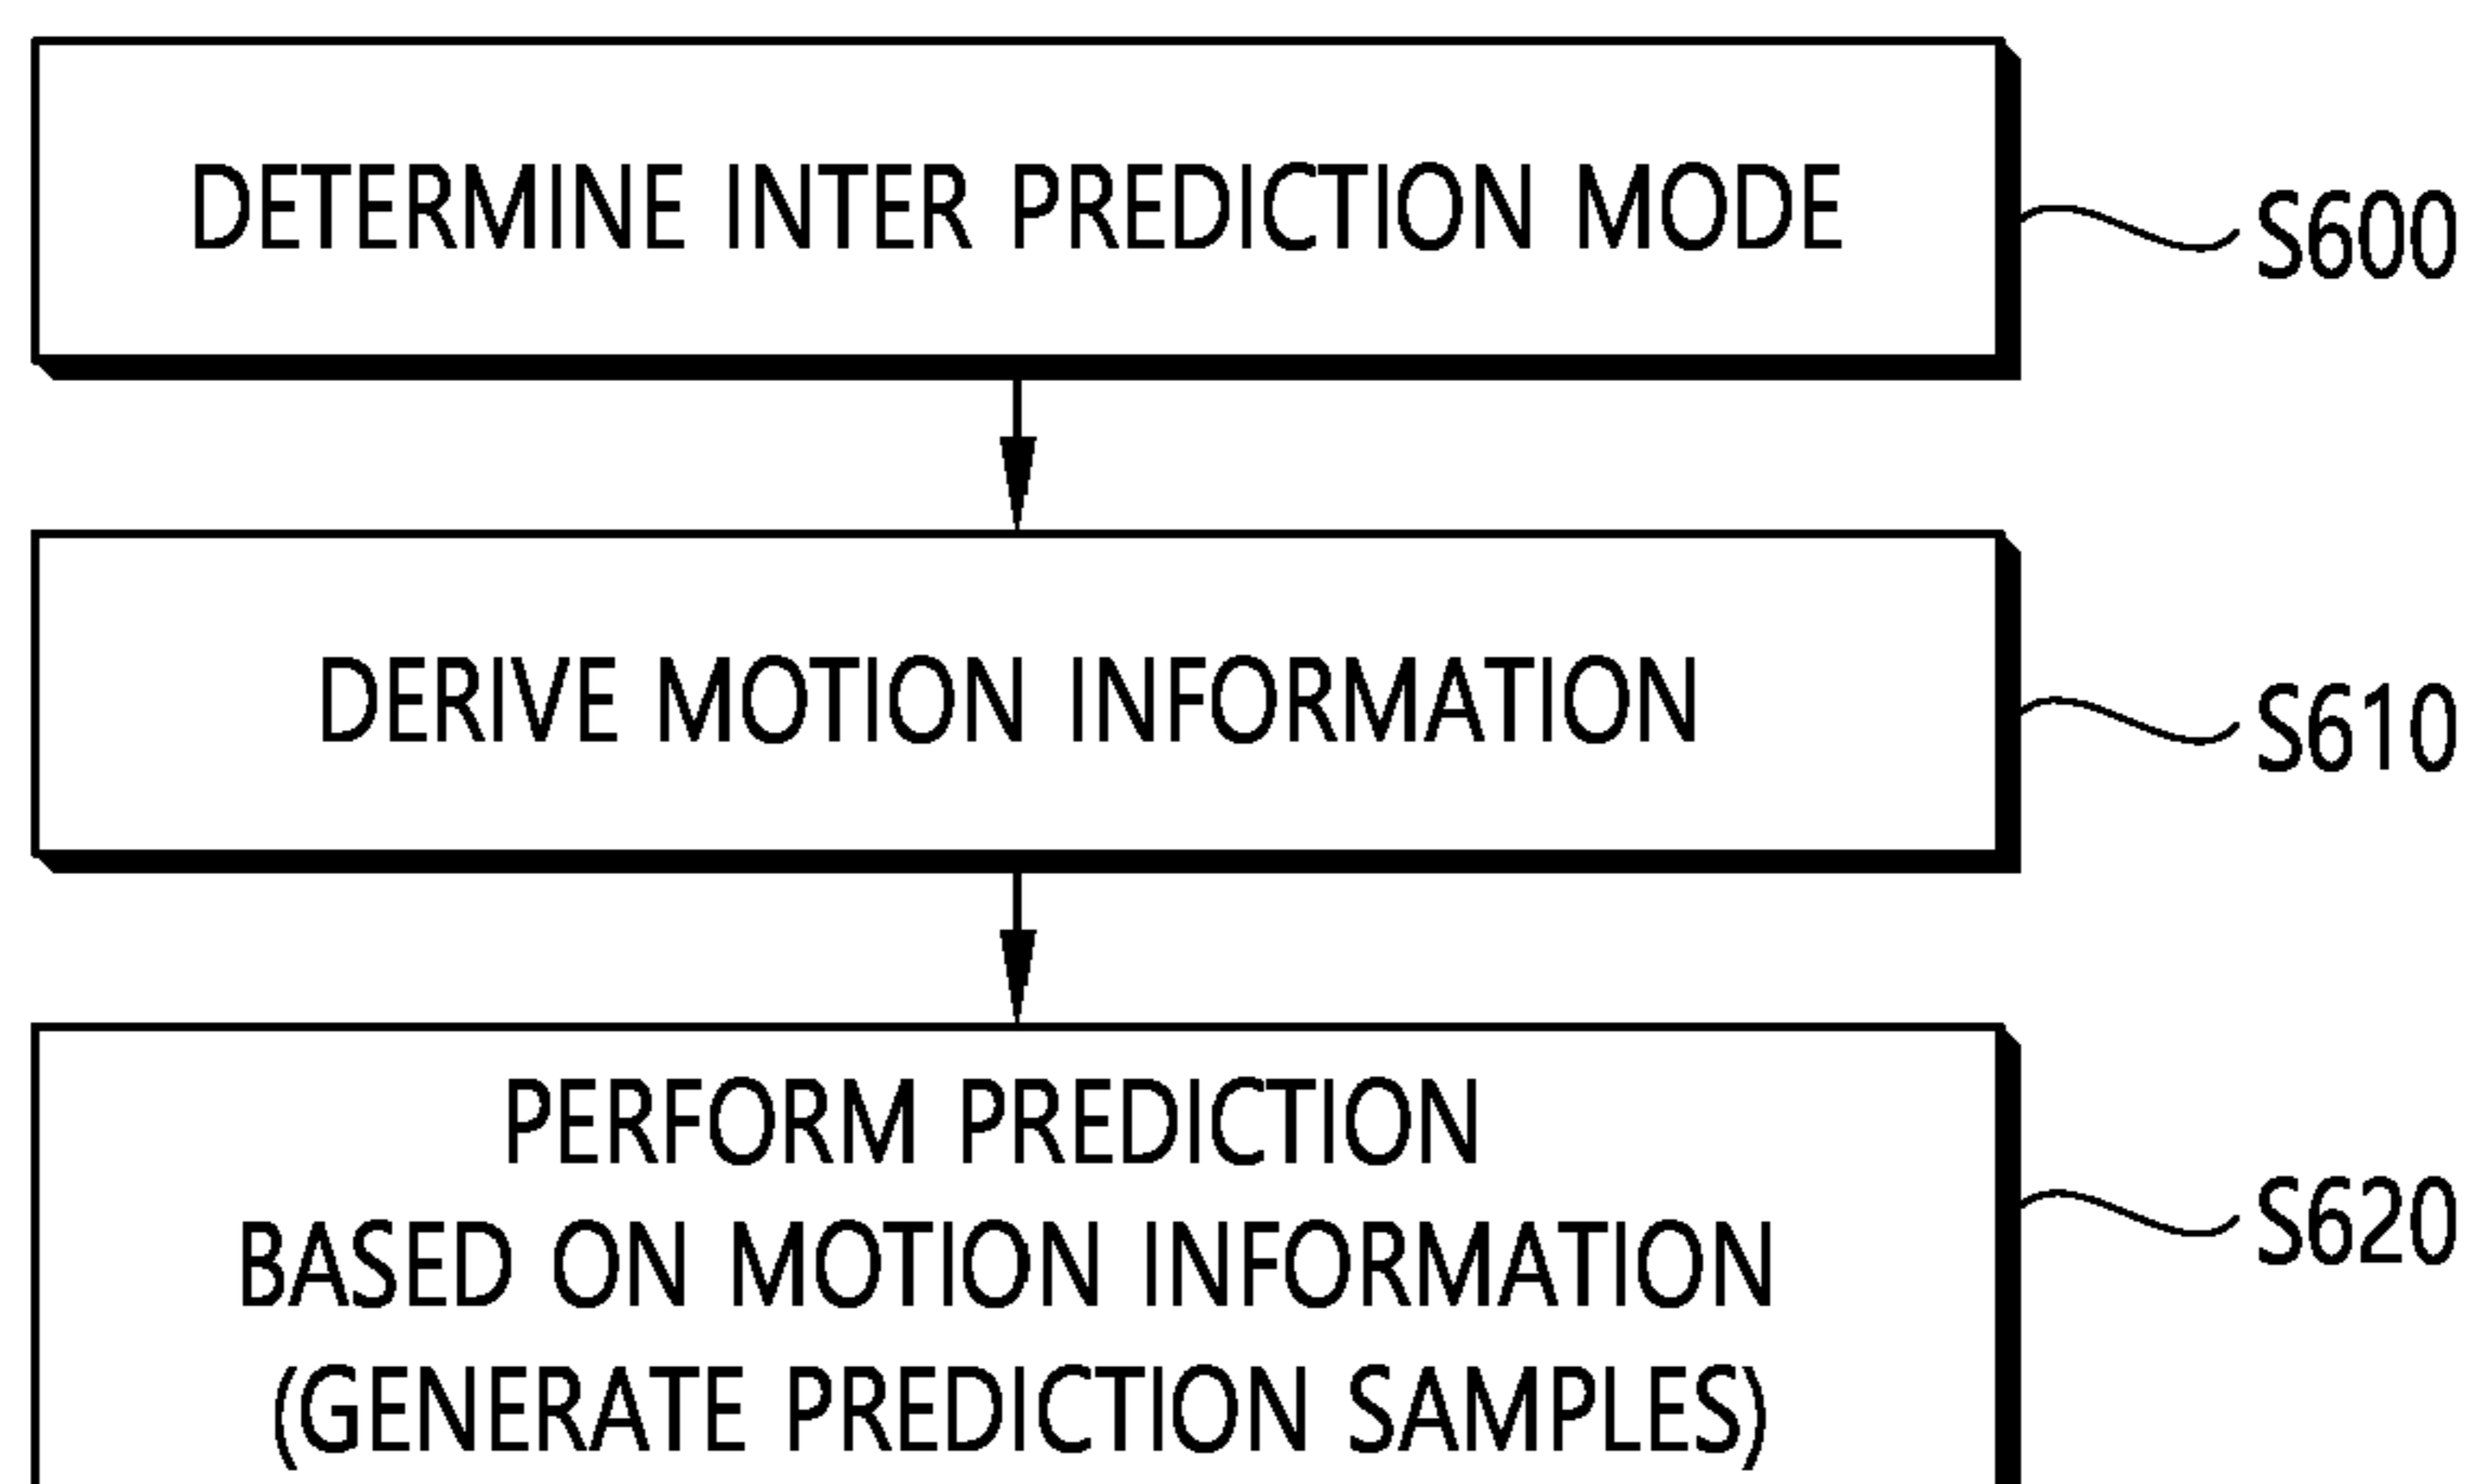 DETERMINE INTER PREDICTION MODE
S600
DERIVE MOTION INFORMATION
S610
PERFORM PREDICTION
BASED ON MOTION INFORMATION
(GENERATE PREDICTION SAMPLES)
S620